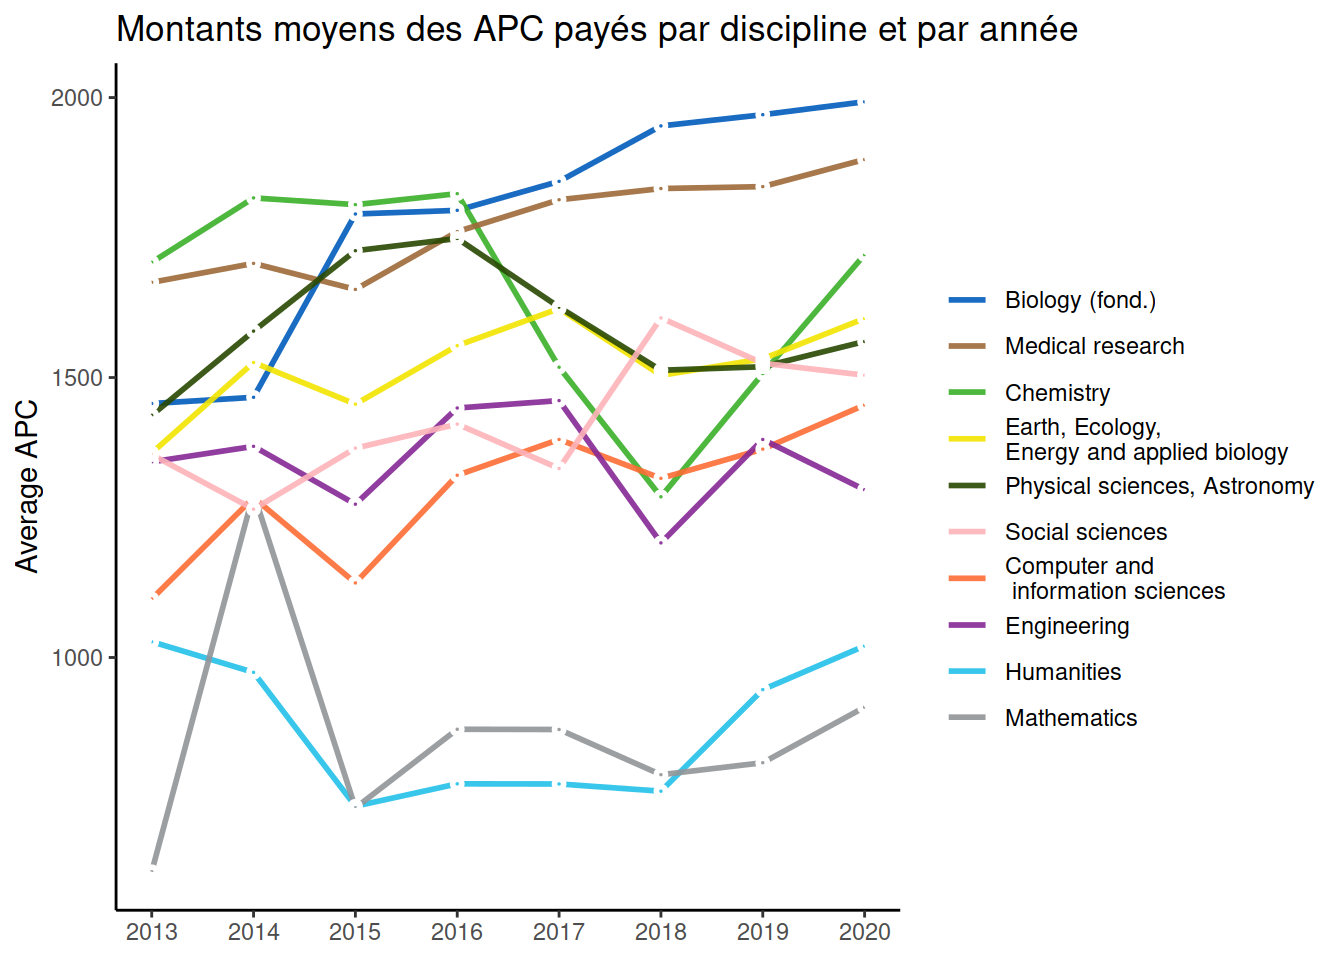 Montants moyens des APC payés par discipline et par année
Average APC
2000
1500
1000
2013 2014 2015 2016 2017 2018 2019 2020
Biology (fond.)
Medical research
Chemistry
Earth, Ecology,
Energy and applied biology
Physical sciences, Astronomy
Social sciences
Computer and
information sciences
Engineering
Humanities
Mathematics